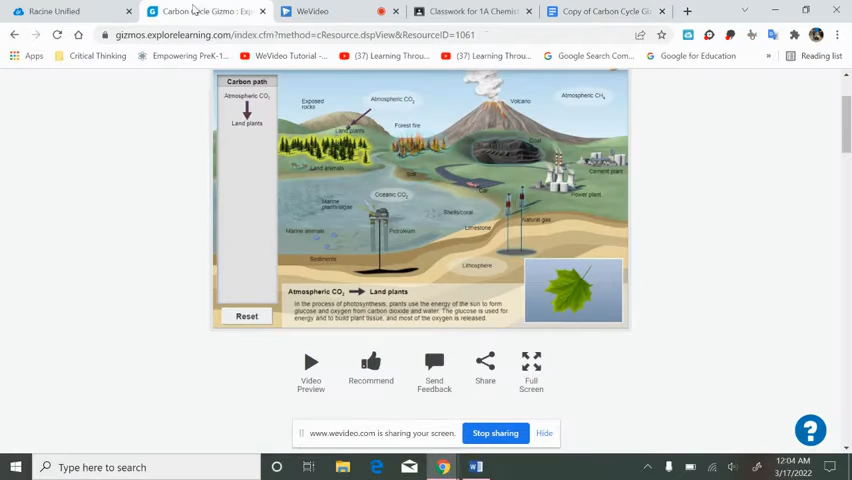 Racine Unified
Carbon Cycle Gizmo : Exp
WeVideo
Classwork for 1A Chemist
Copy of Carbon Cycle Giz
gizmos.explorelearning.com/index.cfm?method=cResource.dspView&ResourceID=1061
Apps
Critical Thinking
Empowering PreK-1...
WeVideo Tutorial -...
(37) Learning Throu...
(37) Learning Throu...
Google Search Com...
Google for Education
Reading list
Carbon path
Atmospheric CO₂
Land plants
Exposed
rocks
Atmospheric CO₂
Volcano
Atmospheric CH₄
Land plants
Forest fire
Coal
Land animals
Soil
Cement plant
Car
Power plant
Oceanic CO₂
Marine
plants/algae
Shells/coral
Natural gas
Limestone
Marine animals
Petroleum
Sediments
Lithosphere
Atmospheric CO₂
Land plants
In the process of photosynthesis, plants use the energy of the sun to form
glucose and oxygen from carbon dioxide and water. The glucose is used for
energy and to build plant tissue, and most of the oxygen is released.
Reset
Video
Preview
Recommend
Send
Feedback
Share
Full
Screen
www.wevideo.com is sharing your screen.
Stop sharing
Hide
Type here to search
12:04 AM
3/17/2022